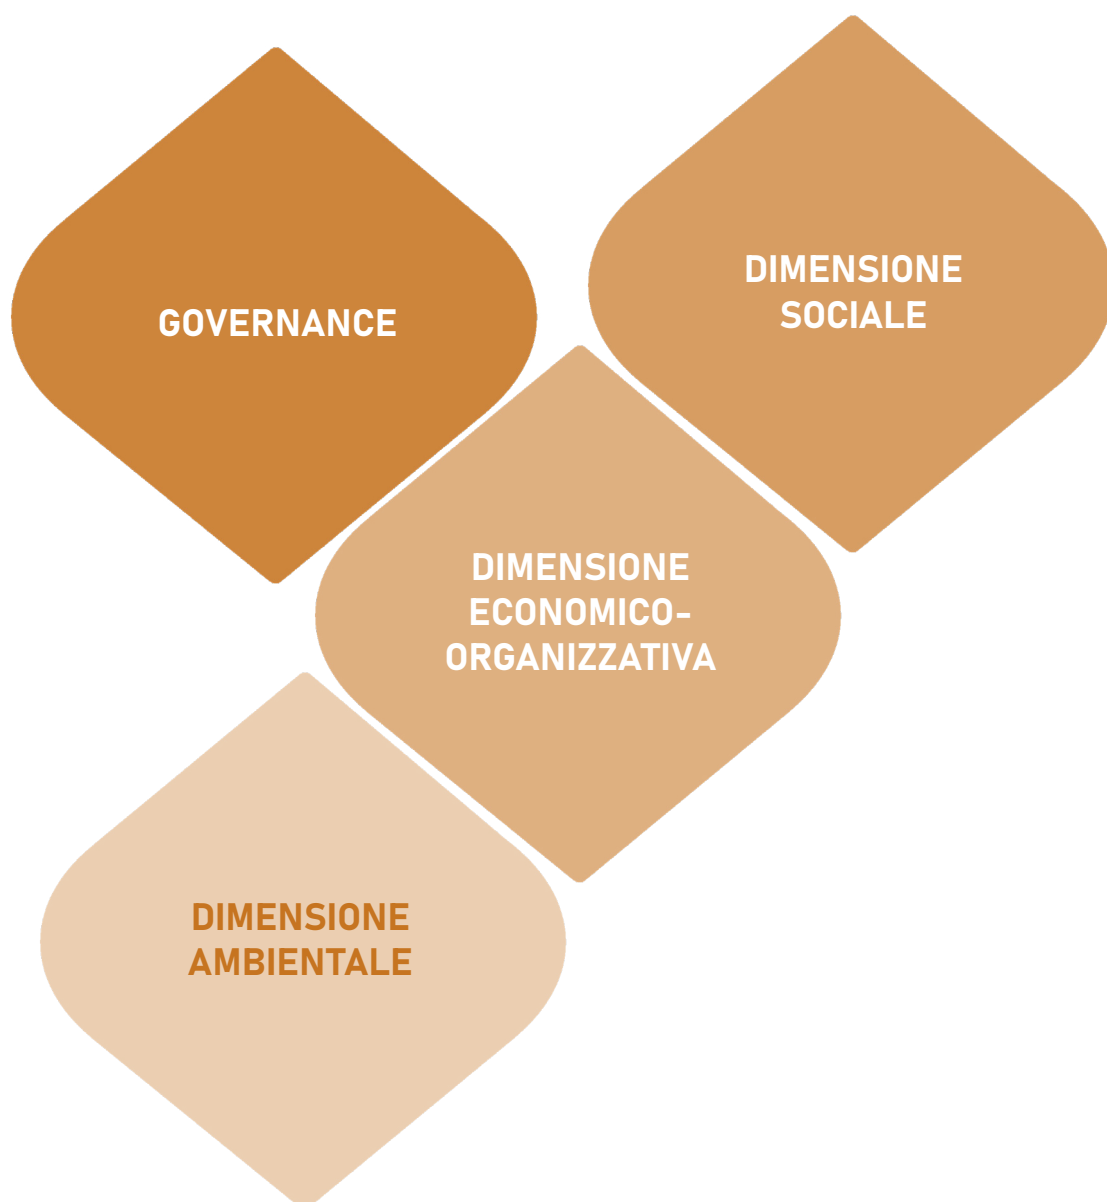 GOVERNANCE
DIMENSIONE
SOCIALE
DIMENSIONE
ECONOMICO-
ORGANIZZATIVA
DIMENSIONE
AMBIENTALE